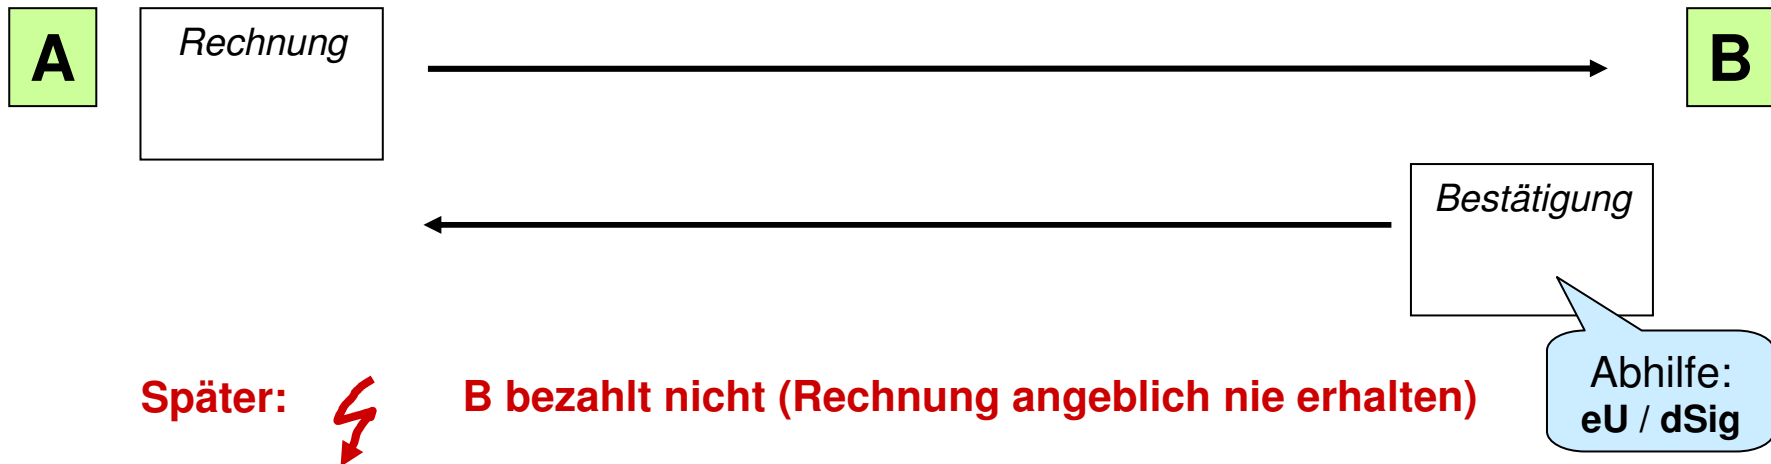 A
Rechnung
B
Bestätigung
Abhilfe:
eU / dSig
Später: B bezahlt nicht (Rechnung angeblich nie erhalten)